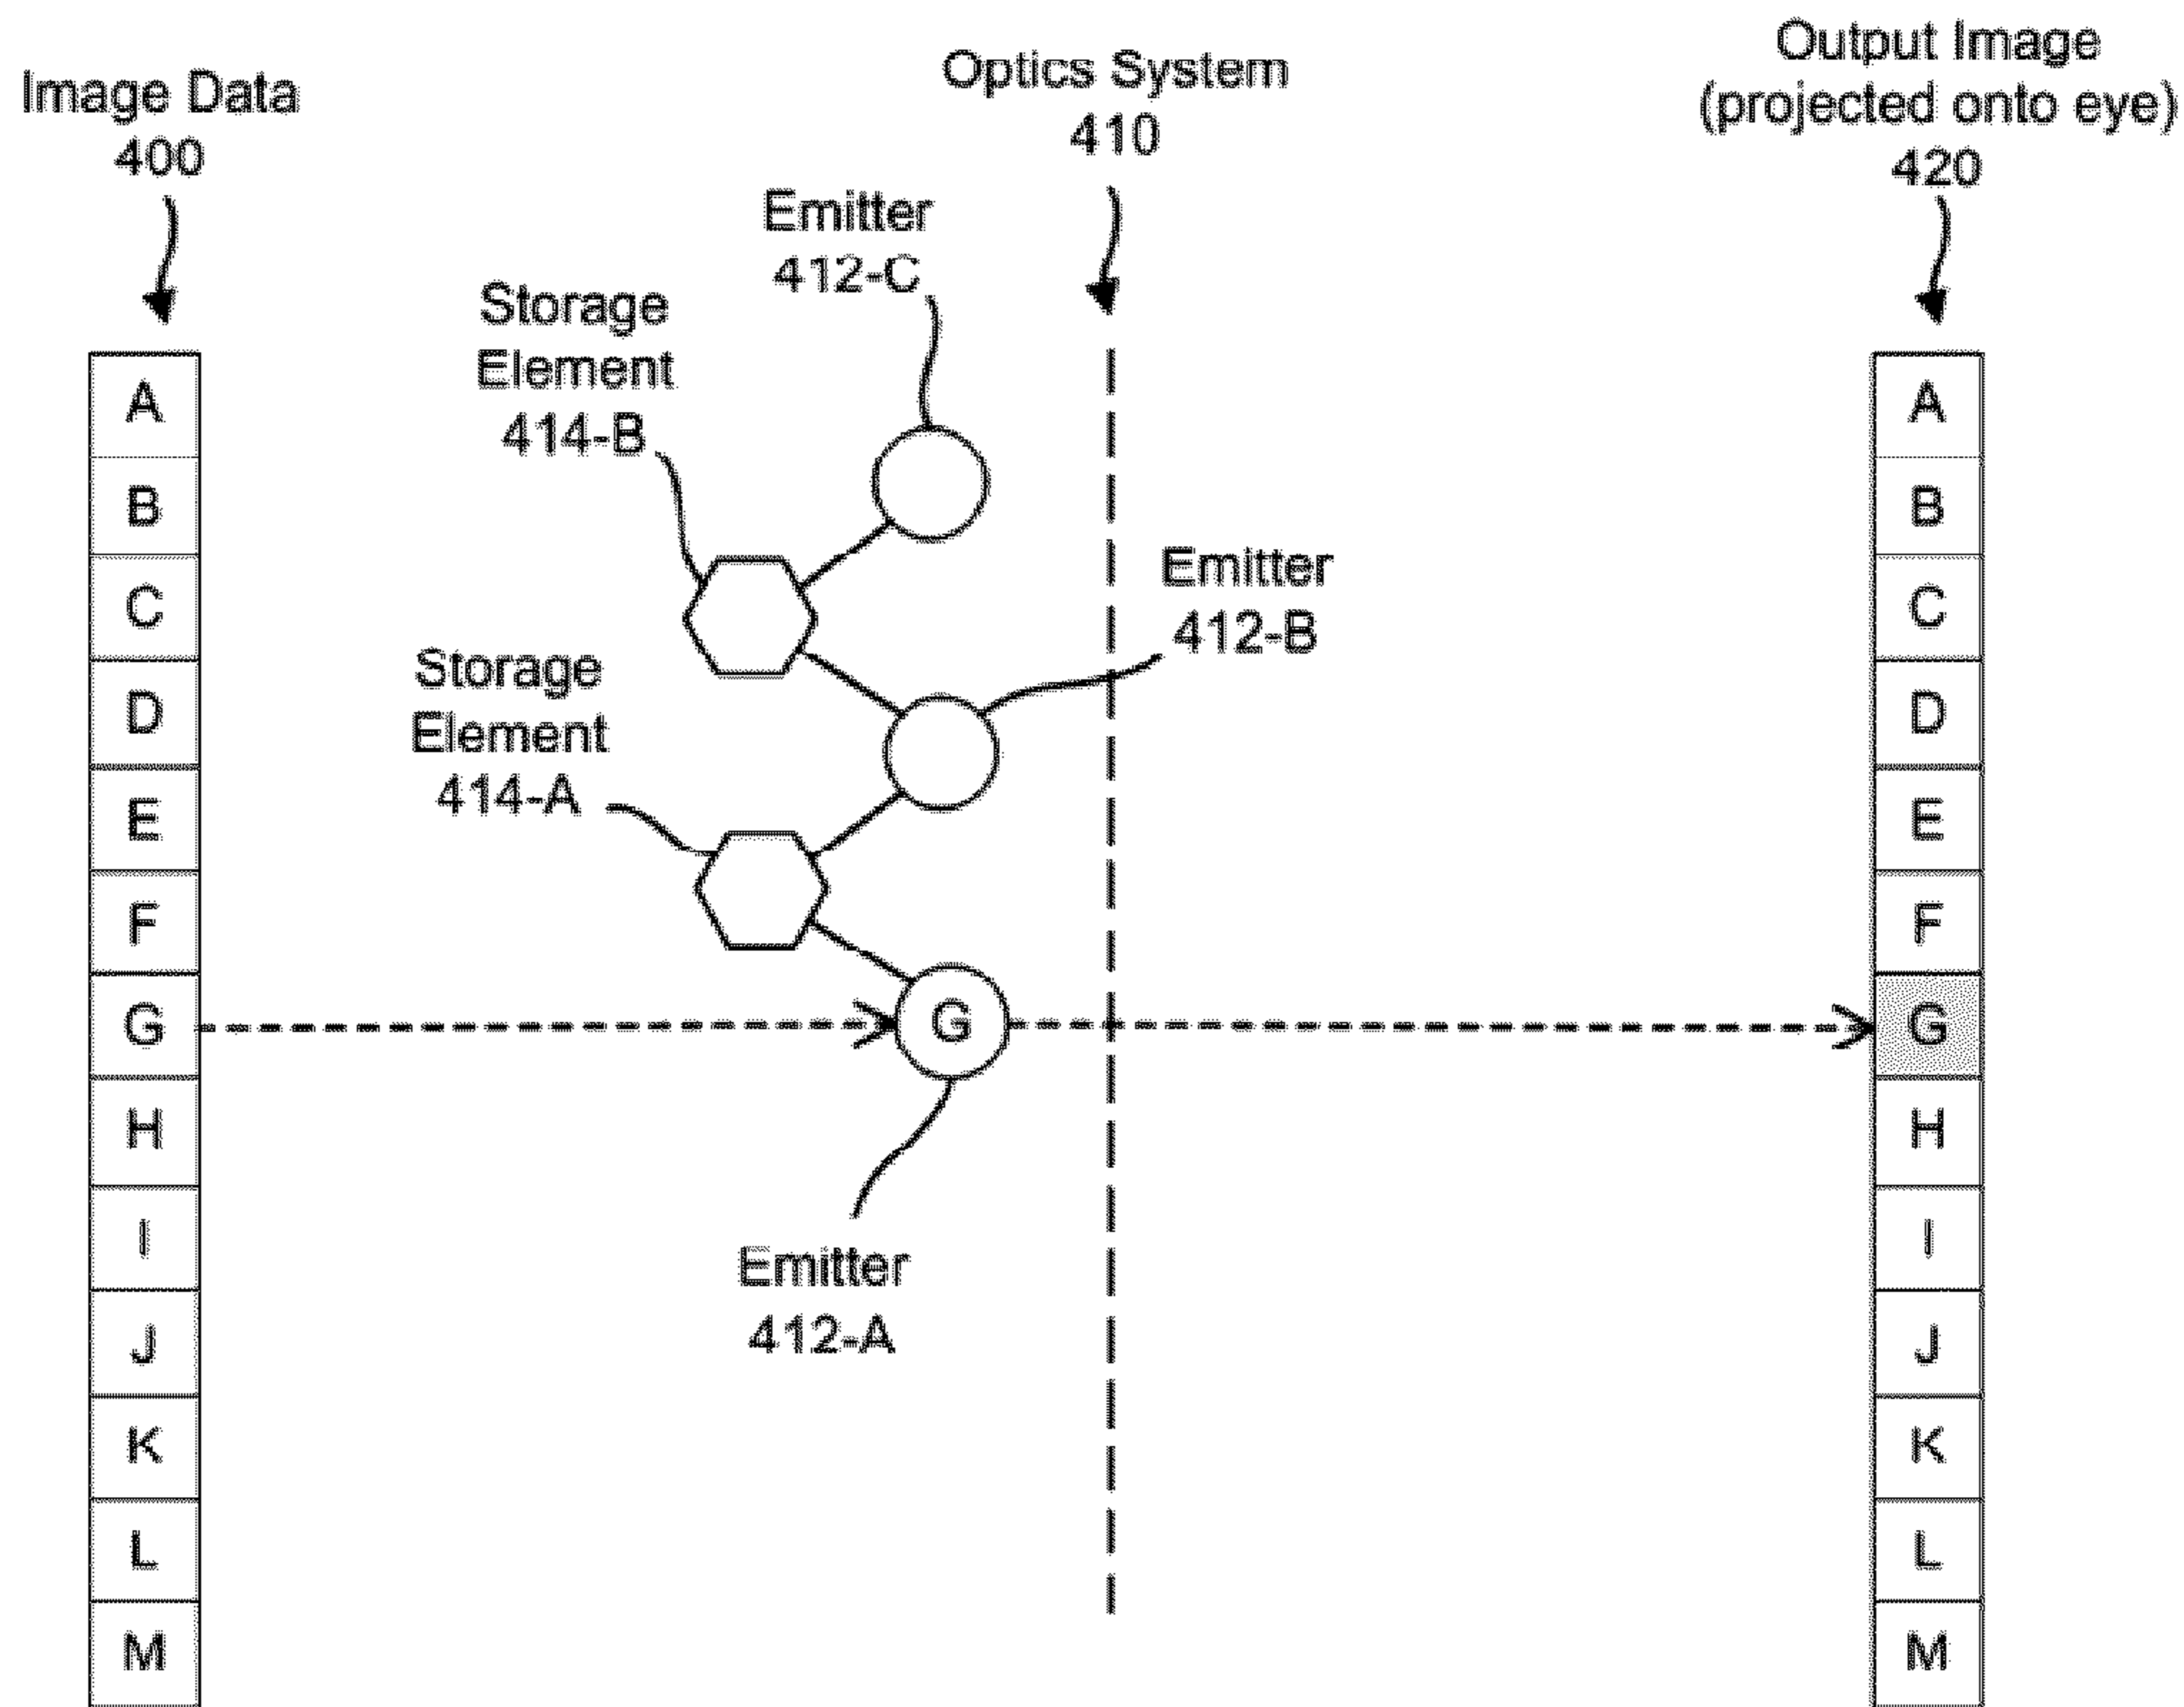 Image Data
400
Optics System
410
Output Image
(projected onto eye)
420
Emitter
412-C
Storage
Element
414-B
Emitter
412-B
Storage
Element
414-A
Emitter
412-A
A
B
C
D
E
F
G
H
I
J
K
L
M
G
A
B
C
D
E
F
G
H
I
J
K
L
M